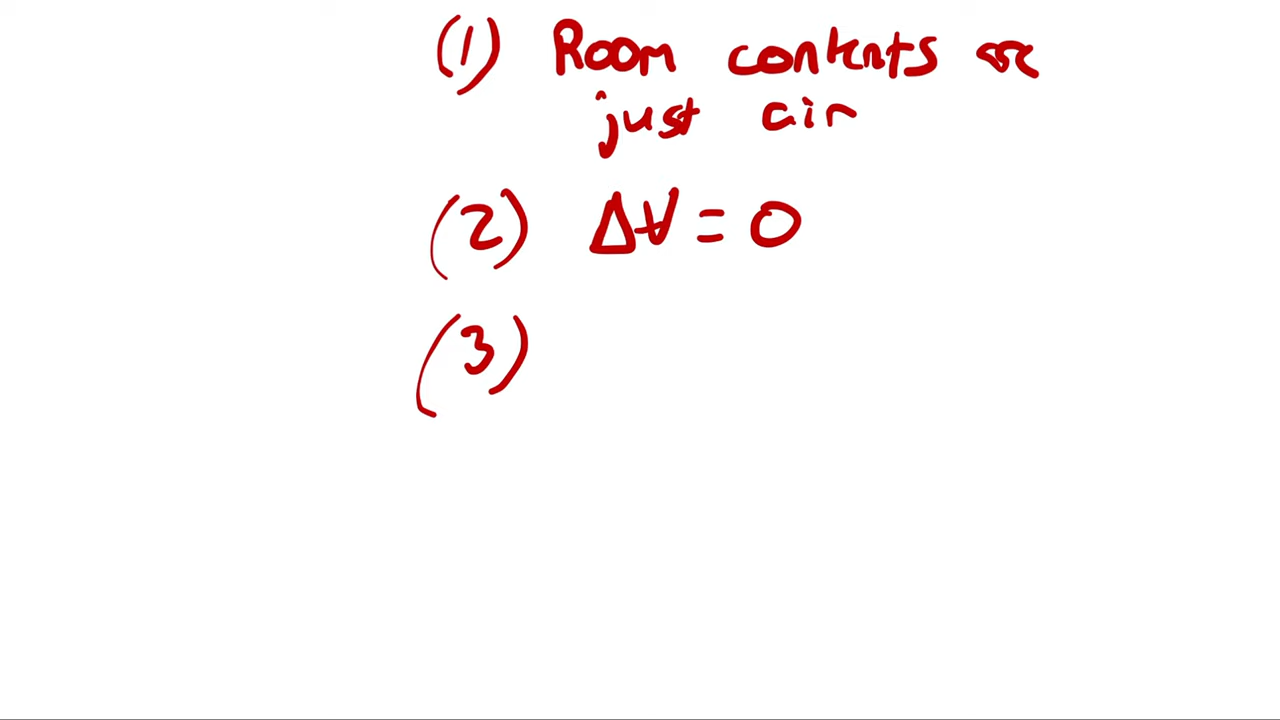 (1) Room contents are
just air
(2) ΔV = 0
(3)